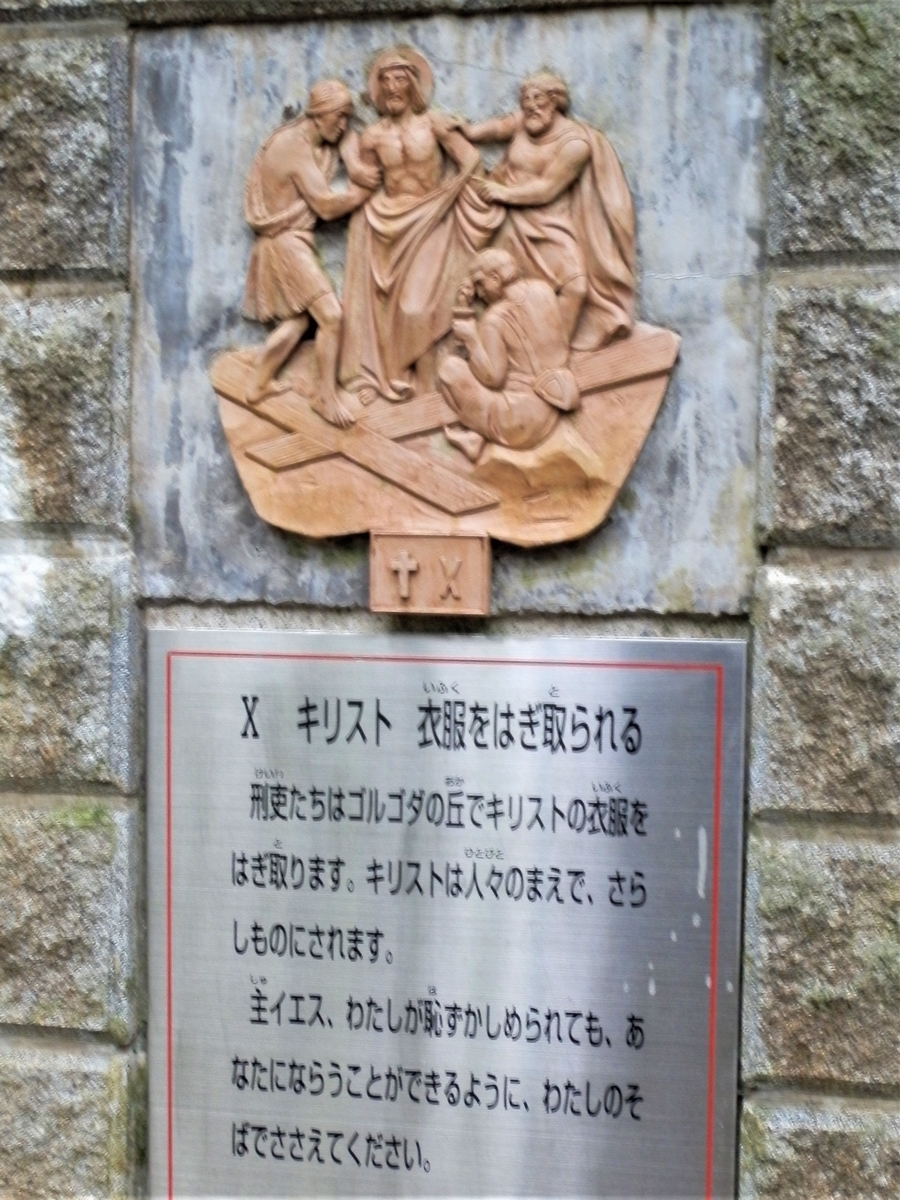 ✝ X
X キリスト 衣服をはぎ取られる
刑吏たちはゴルゴダの丘でキリストの衣服を
はぎ取ります。キリストは人々のまえで、さら
しものにされます。
主イエス、わたしが恥ずかしめられても、あ
なたにならうことができるように、わたしのそ
ばでささえてください。